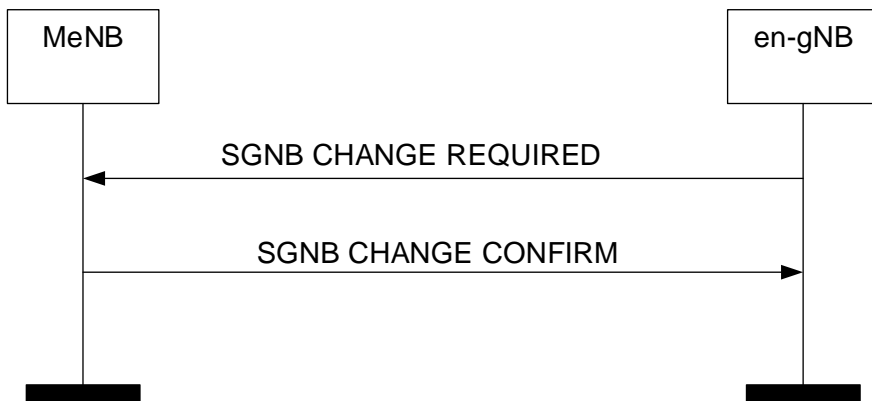 MeNB
en-gNB
SGNB CHANGE REQUIRED
SGNB CHANGE CONFIRM